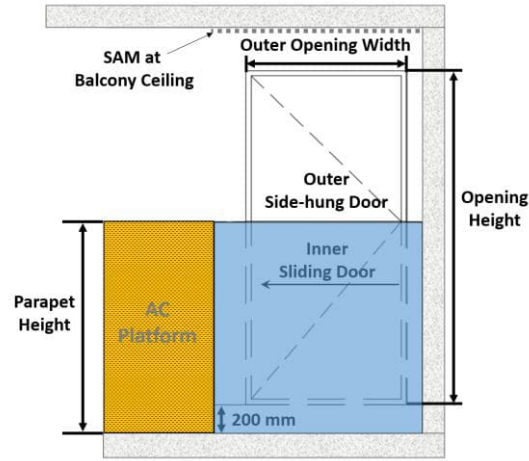 SAM at
Balcony Ceiling
Outer Opening Width
Outer
Side-hung Door
Opening
Height
Inner
Sliding Door
Parapet
Height
AC
Platform
200 mm